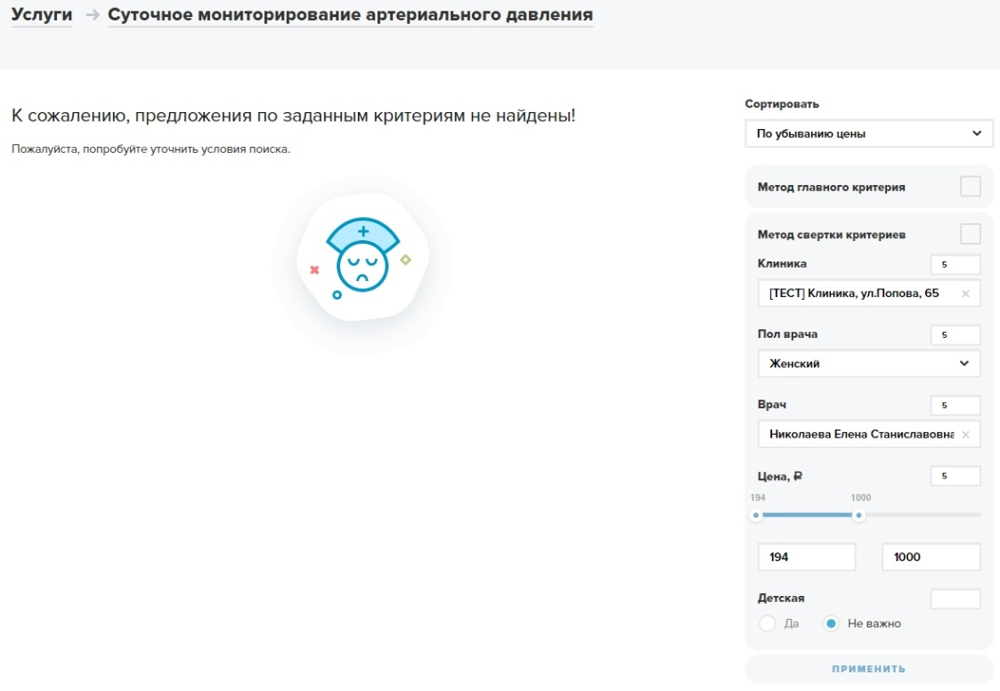 Услуги → Суточное мониторирование артериального давления
К сожалению, предложения по заданным критериям не найдены!
Пожалуйста, попробуйте уточнить условия поиска.
Сортировать
По убыванию цены
Метод главного критерия
Метод свертки критериев
Клиника 5
[ТЕСТ] Клиника, ул.Попова, 65 ×
Пол врача 5
Женский
Врач 5
Николаева Елена Станиславовна ×
Цена, ₽ 5
194 1000
194 1000
Детская
Да Не важно
ПРИМЕНИТЬ